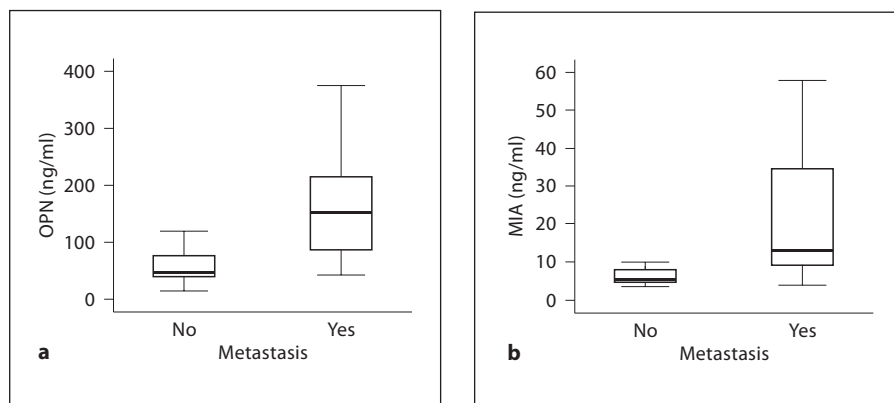 400
300
200
100
0
OPN (ng/ml)
No Yes
Metastasis
a
60
50
40
30
20
10
0
MIA (ng/ml)
No Yes
Metastasis
b